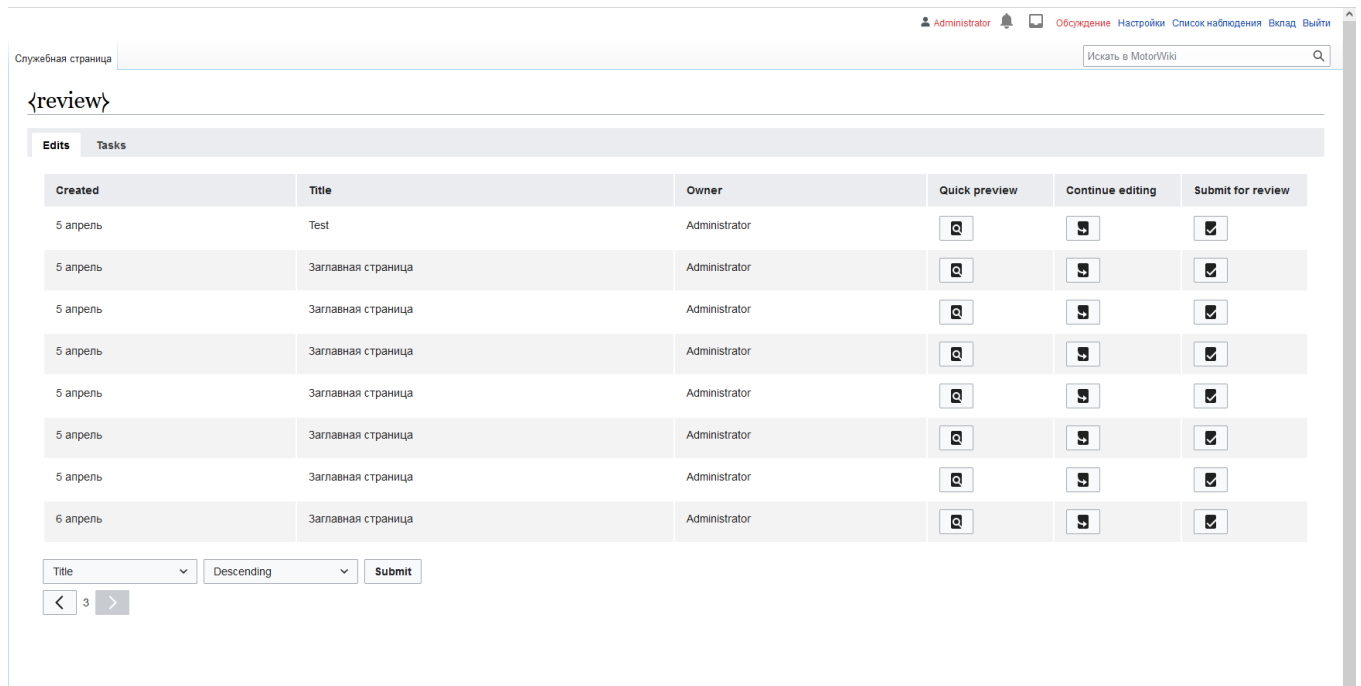 Administrator Обсуждение Настройки Список наблюдения Вклад Выйти
Служебная страница
Искать в MotorWiki
{review}
Edits Tasks
Created Title Owner Quick preview Continue editing Submit for review
5 апрель Test Administrator
5 апрель Заглавная страница Administrator
5 апрель Заглавная страница Administrator
5 апрель Заглавная страница Administrator
5 апрель Заглавная страница Administrator
5 апрель Заглавная страница Administrator
5 апрель Заглавная страница Administrator
6 апрель Заглавная страница Administrator
Title Descending Submit
3